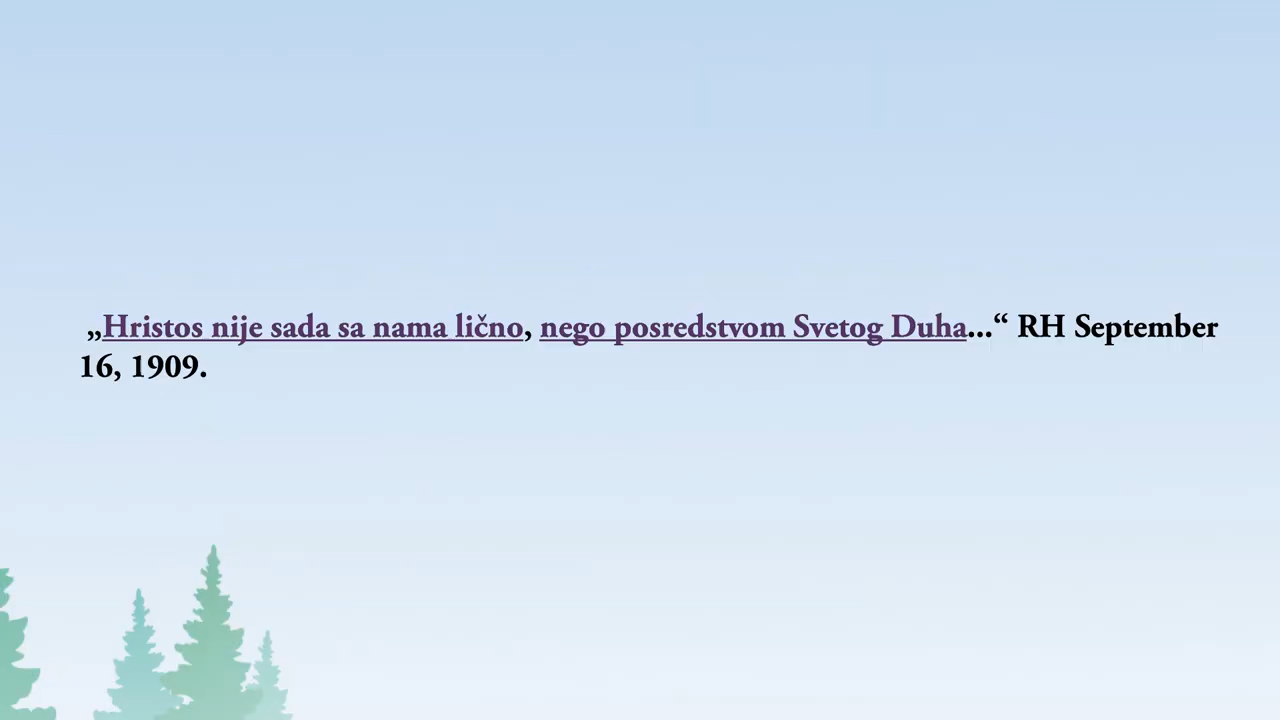 „Hristos nije sada sa nama lično, nego posredstvom Svetog Duha...“ RH September
16, 1909.